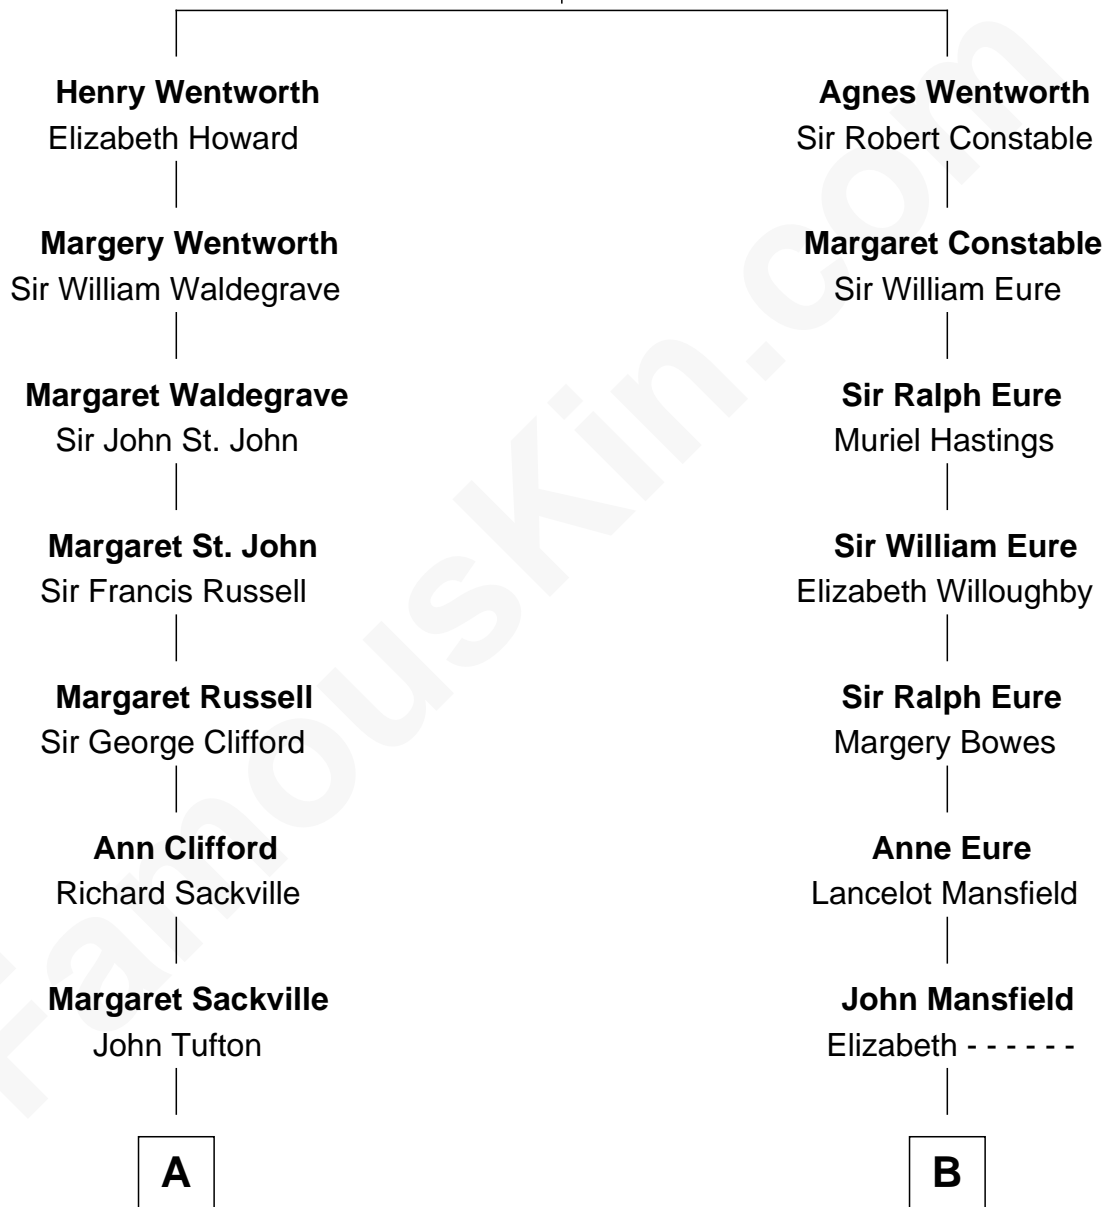 Henry Wentworth
Elizabeth Howard
Margery Wentworth
Sir William Waldegrave
Margaret Waldegrave
Sir John St. John
Margaret St. John
Sir Francis Russell
Margaret Russell
Sir George Clifford
Ann Clifford
Richard Sackville
Margaret Sackville
John Tufton
A
Agnes Wentworth
Sir Robert Constable
Margaret Constable
Sir William Eure
Sir Ralph Eure
Muriel Hastings
Sir William Eure
Elizabeth Willoughby
Sir Ralph Eure
Margery Bowes
Anne Eure
Lancelot Mansfield
John Mansfield
Elizabeth - - - - - -
B
FamousKin.com